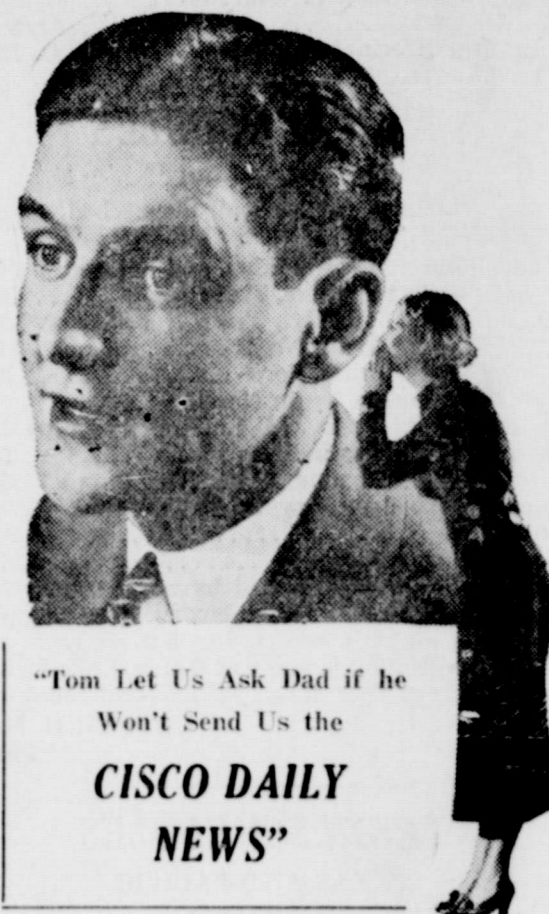 "Tom Let Us Ask Dad if he
Won't Send Us the
CISCO DAILY
NEWS"